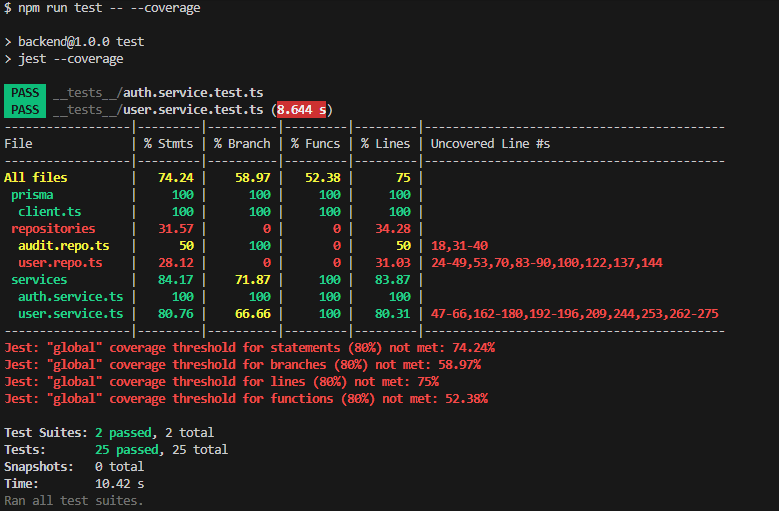 $ npm run test -- --coverage
> backend@1.0.0 test
> jest --coverage
PASS __tests__/auth.service.test.ts
PASS __tests__/user.service.test.ts (8.644 s)
------------------|---------|----------|---------|---------|---------------------------------------
File              | % Stmts | % Branch | % Funcs | % Lines | Uncovered Line #s
------------------|---------|----------|---------|---------|---------------------------------------
All files         |   74.24 |    58.97 |   52.38 |      75 |
 prisma           |     100 |      100 |     100 |     100 |
  client.ts       |     100 |      100 |     100 |     100 |
 repositories     |   31.57 |        0 |       0 |   34.28 |
  audit.repo.ts   |      50 |      100 |       0 |      50 | 18,31-40
  user.repo.ts    |   28.12 |        0 |       0 |   31.03 | 24-49,53,70,83-90,100,122,137,144
 services         |   84.17 |    71.87 |     100 |   83.87 |
  auth.service.ts |     100 |      100 |     100 |     100 |
  user.service.ts |   80.76 |    66.66 |     100 |   80.31 | 47-66,162-180,192-196,209,244,253,262-275
------------------|---------|----------|---------|---------|---------------------------------------
Jest: "global" coverage threshold for statements (80%) not met: 74.24%
Jest: "global" coverage threshold for branches (80%) not met: 58.97%
Jest: "global" coverage threshold for lines (80%) not met: 75%
Jest: "global" coverage threshold for functions (80%) not met: 52.38%
Test Suites: 2 passed, 2 total
Tests:       25 passed, 25 total
Snapshots:   0 total
Time:        10.42 s
Ran all test suites.